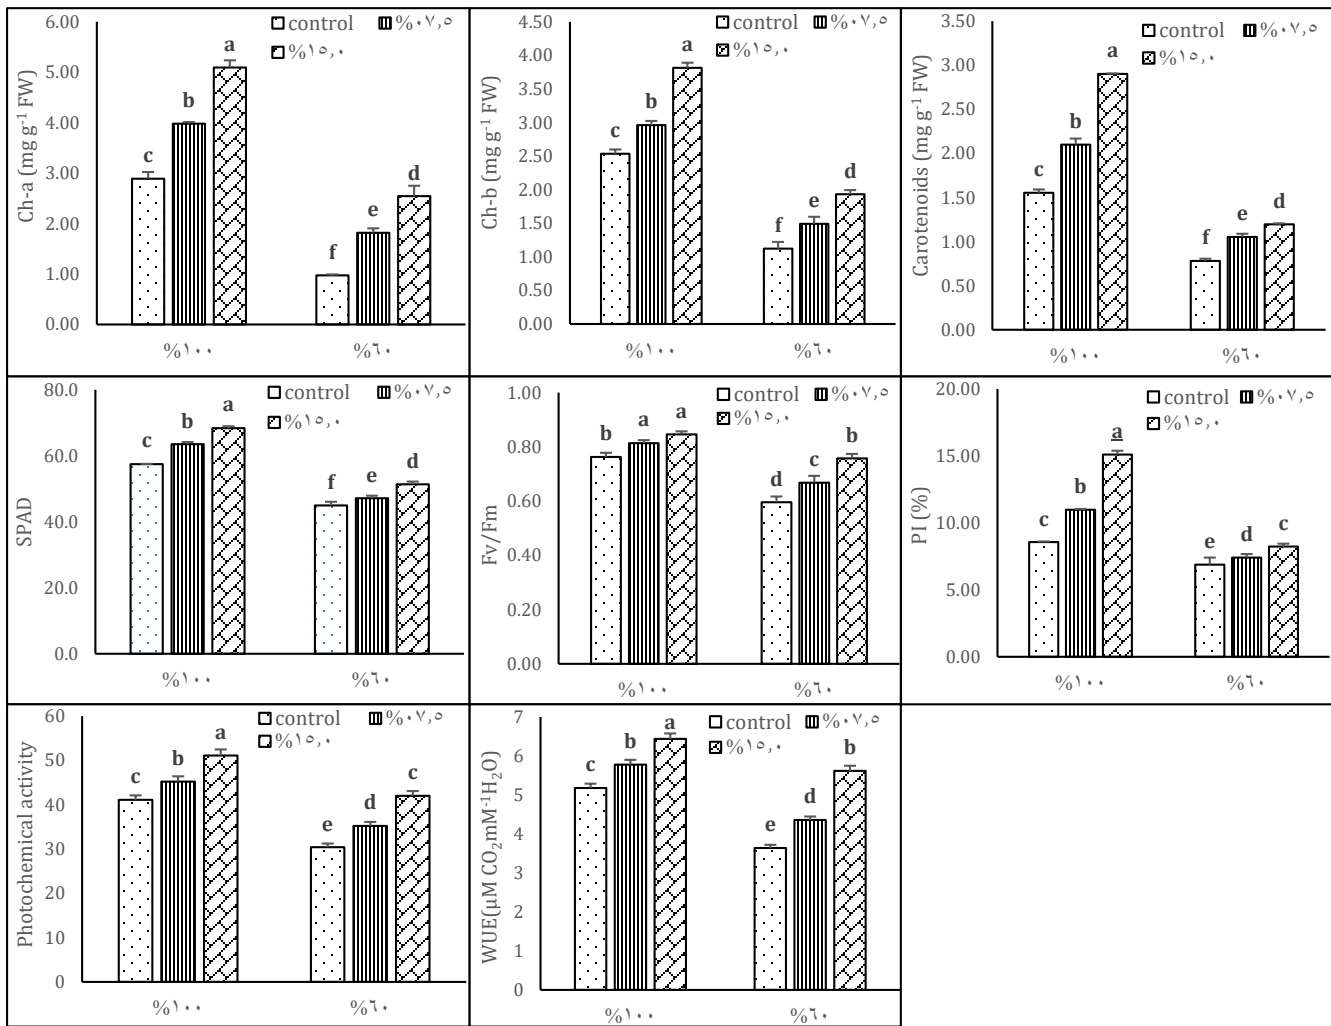 Ch-a (mg g-1 FW)
6.00
5.00
4.00
3.00
2.00
1.00
0.00
control
%٠٧,٥
%١٥,٠
c
b
a
f
e
d
%١٠٠
%٦٠
Ch-b (mg g-1 FW)
4.50
4.00
3.50
3.00
2.50
2.00
1.50
1.00
0.50
0.00
control
%٠٧,٥
%١٥,٠
c
b
a
f
e
d
%١٠٠
%٦٠
Carotenoids (mg g-1 FW)
3.50
3.00
2.50
2.00
1.50
1.00
0.50
0.00
control
%٠٧,٥
%١٥,٠
c
b
a
f
e
d
%١٠٠
%٦٠
SPAD
80.0
60.0
40.0
20.0
0.0
control
%٠٧,٥
%١٥,٠
c
b
a
f
e
d
%١٠٠
%٦٠
Fv/Fm
1.00
0.80
0.60
0.40
0.20
0.00
control
%٠٧,٥
%١٥,٠
b
a
a
d
c
b
%١٠٠
%٦٠
PI (%)
20.00
15.00
10.00
5.00
0.00
control
%٠٧,٥
%١٥,٠
c
b
a
e
d
c
%١٠٠
%٦٠
Photochemical activity
60
50
40
30
20
10
0
control
%٠٧,٥
%١٥,٠
c
b
a
e
d
c
%١٠٠
%٦٠
WUE(µM CO2mM-1H2O)
7
6
5
4
3
2
1
0
control
%٠٧,٥
%١٥,٠
c
b
a
e
d
b
%١٠٠
%٦٠